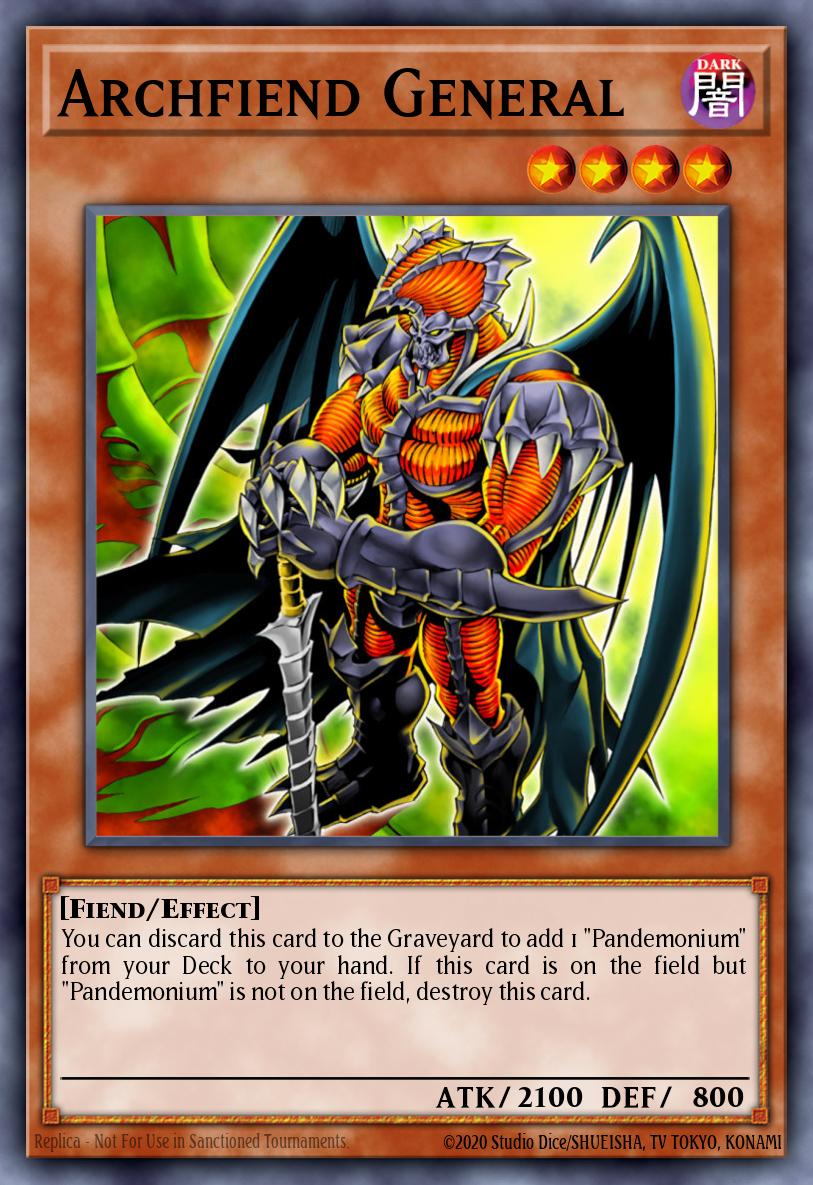 Archfiend General
DARK
闇
[Fiend/Effect]
You can discard this card to the Graveyard to add 1 "Pandemonium"
from your Deck to your hand. If this card is on the field but
"Pandemonium" is not on the field, destroy this card.
ATK/ 2100 DEF/ 800
Replica - Not For Use in Sanctioned Tournaments.
©2020 Studio Dice/SHUEISHA, TV TOKYO, KONAMI